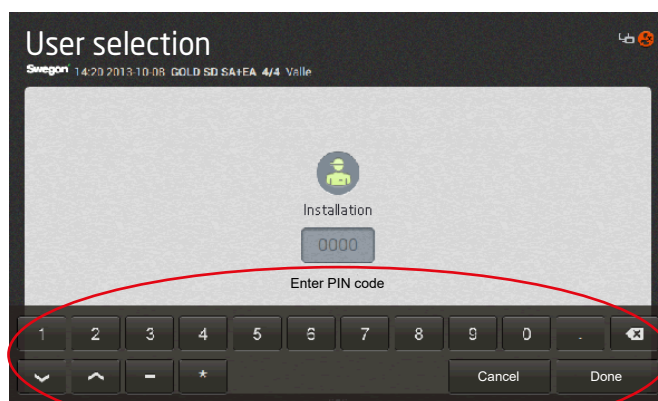 User selection
Swegon 14:20 2013-10-08 GOLD SD SA+EA 4/4 Valle
Installation
0000
Enter PIN code
1 2 3 4 5 6 7 8 9 0 .
- *
Cancel Done